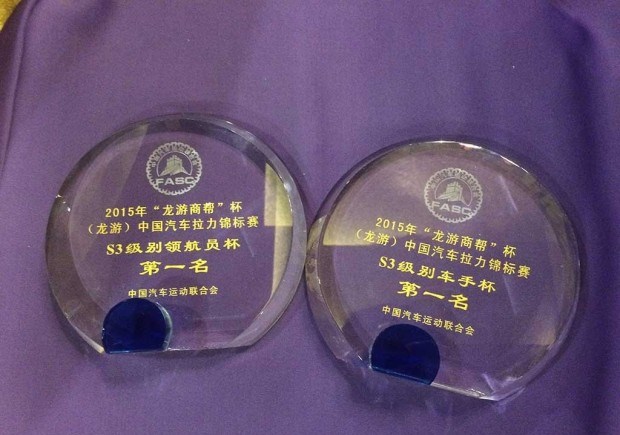 FASC
2015年“龙游商帮”杯
(龙游)中国汽车拉力锦标赛
S3级别领航员杯
第一名
中国汽车运动联合会
FASC
2015年“龙游商帮”杯
(龙游)中国汽车拉力锦标赛
S3级别车手杯
第一名
中国汽车运动联合会